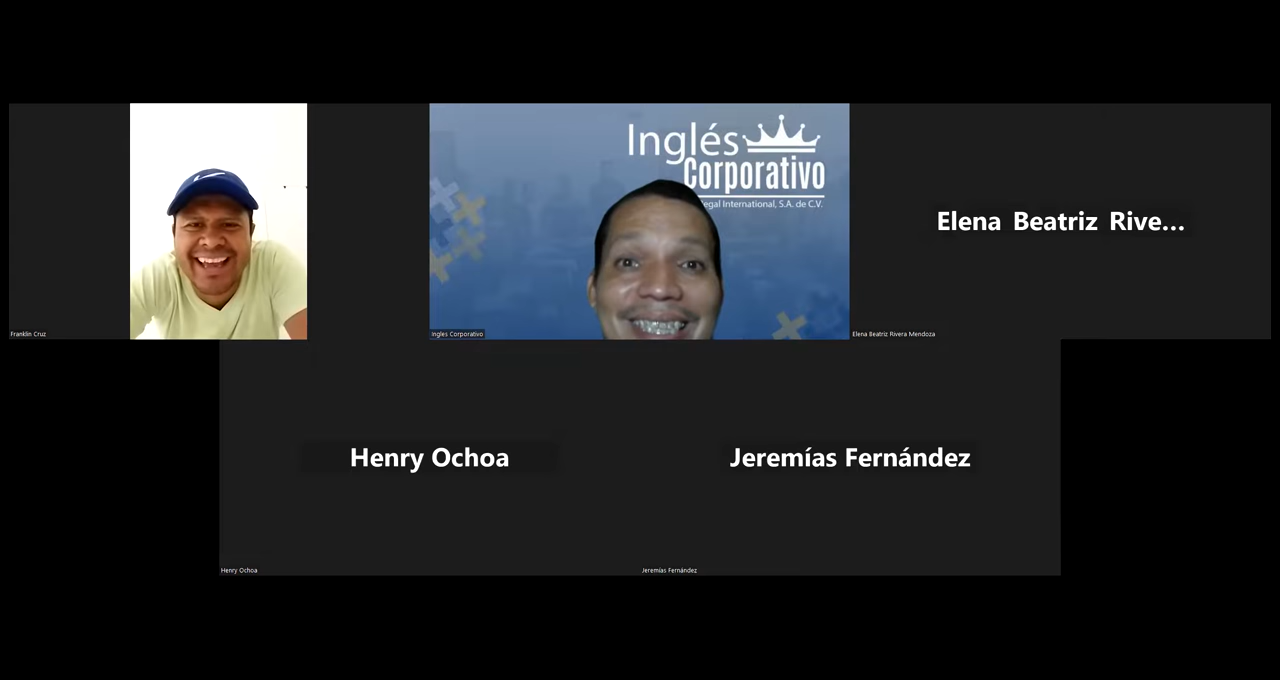 Inglés
Corporativo
egal International, S.A. de C.V.
Elena Beatriz Rive...
Franklin Cruz
Ingles Corporativo
Elena Beatriz Rivera Mendoza
Henry Ochoa
Jeremías Fernández
Henry Ochoa
Jeremías Fernández